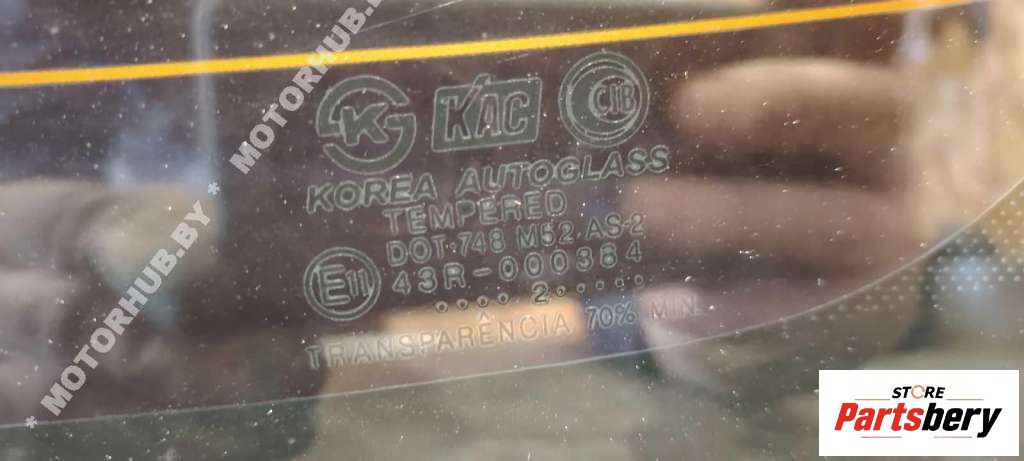 KAC
KOREA AUTOGLASS
TEMPERED
DOT-748 M52 AS-2
E11 43R-000384
.... 2......
TRANSPARÊNCIA 70% MIN
* MOTORHUB.BY * MOTORHUB.BY
STORE
Partsbery